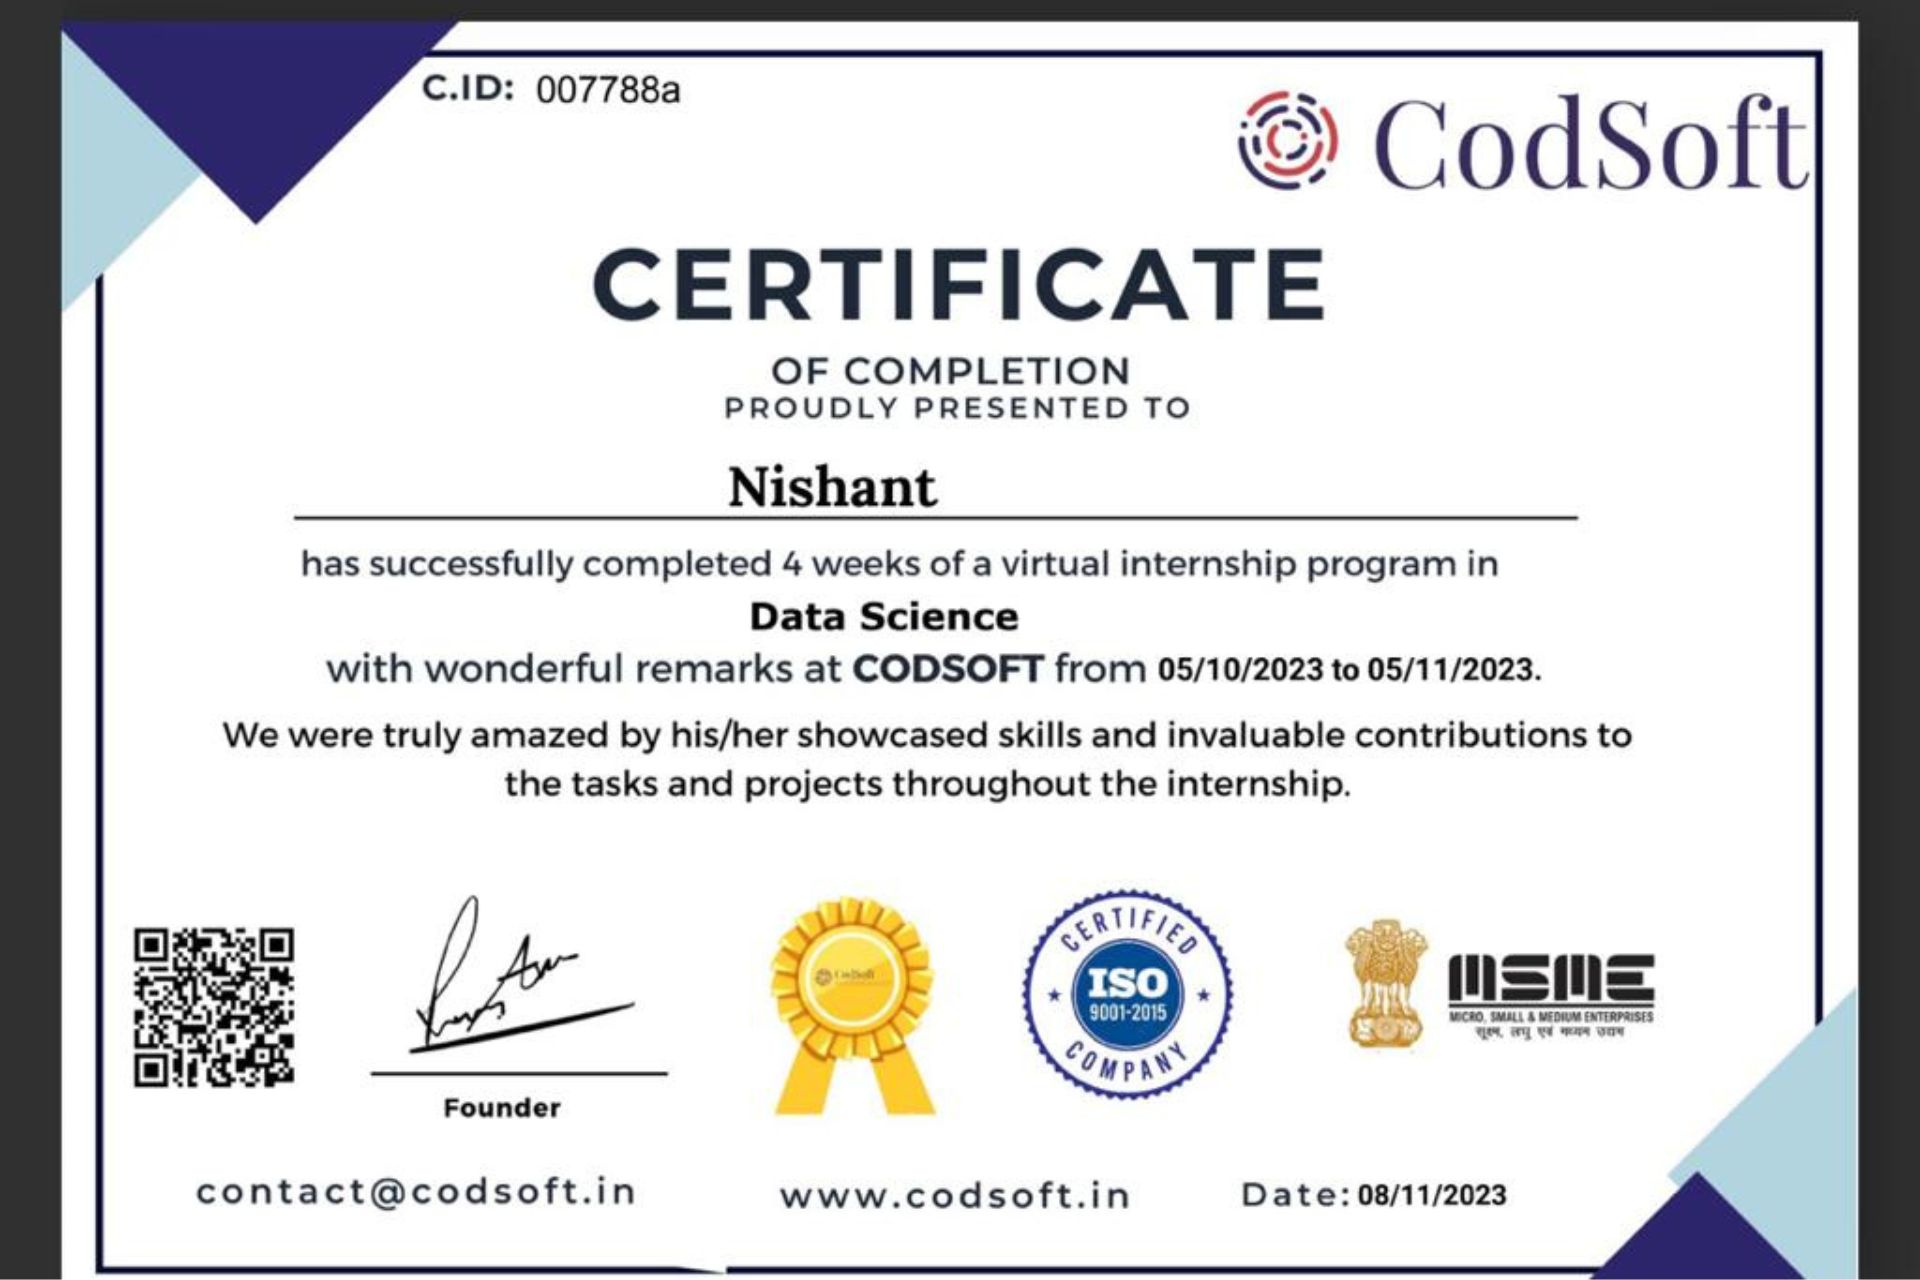 C.ID: 007788a
CodSoft
CERTIFICATE
OF COMPLETION
PROUDLY PRESENTED TO
Nishant
has successfully completed 4 weeks of a virtual internship program in
Data Science
with wonderful remarks at CODSOFT from 05/10/2023 to 05/11/2023.
We were truly amazed by his/her showcased skills and invaluable contributions to
the tasks and projects throughout the internship.
CodSoft
CERTIFIED
ISO
9001-2015
COMPANY
MSME
MICRO, SMALL & MEDIUM ENTERPRISES
सूक्ष्म, लघु एवं मध्यम उद्यम
Founder
contact@codsoft.in
www.codsoft.in
Date: 08/11/2023